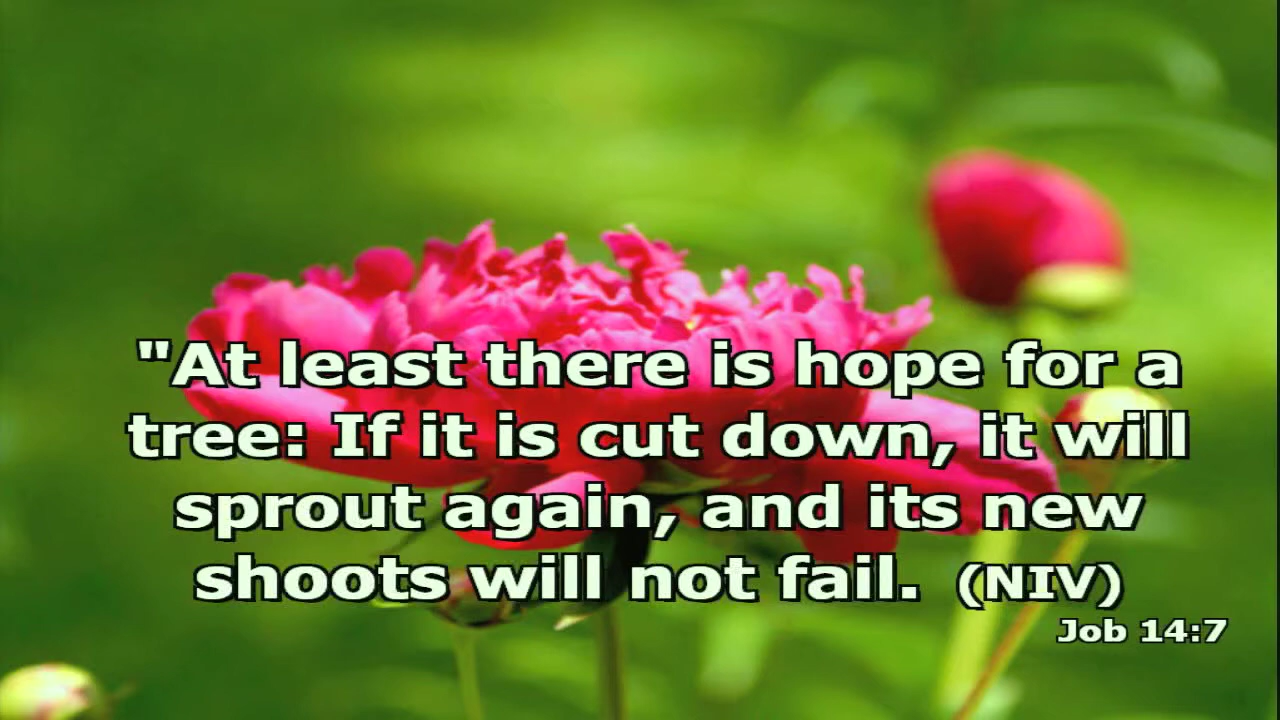 "At least there is hope for a
tree: If it is cut down, it will
sprout again, and its new
shoots will not fail.  (NIV)
Job 14:7